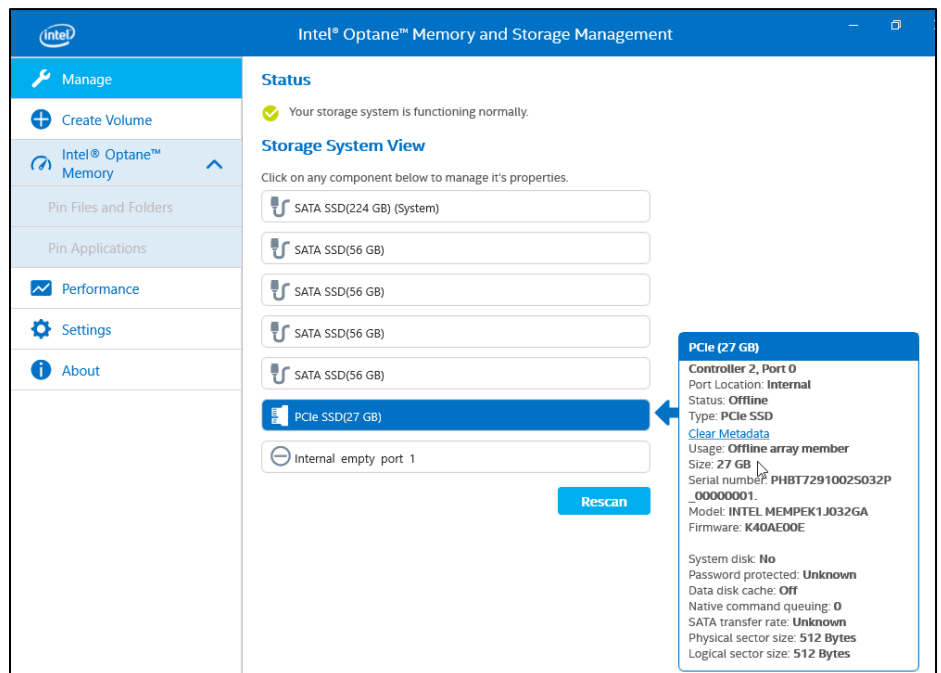 intel
Intel® Optane™ Memory and Storage Management
Manage
Create Volume
Intel® Optane™
Memory
Pin Files and Folders
Pin Applications
Performance
Settings
About
Status
Your storage system is functioning normally.
Storage System View
Click on any component below to manage it's properties.
SATA SSD(224 GB) (System)
SATA SSD(56 GB)
SATA SSD(56 GB)
SATA SSD(56 GB)
SATA SSD(56 GB)
PCIe SSD(27 GB)
Internal empty port 1
Rescan
PCIe (27 GB)
Controller 2, Port 0
Port Location: Internal
Status: Offline
Type: PCIe SSD
Clear Metadata
Usage: Offline array member
Size: 27 GB
Serial number: PHBT7291002S032P
_00000001.
Model: INTEL MEMPEK1J032GA
Firmware: K40AE00E
System disk: No
Password protected: Unknown
Data disk cache: Off
Native command queuing: 0
SATA transfer rate: Unknown
Physical sector size: 512 Bytes
Logical sector size: 512 Bytes